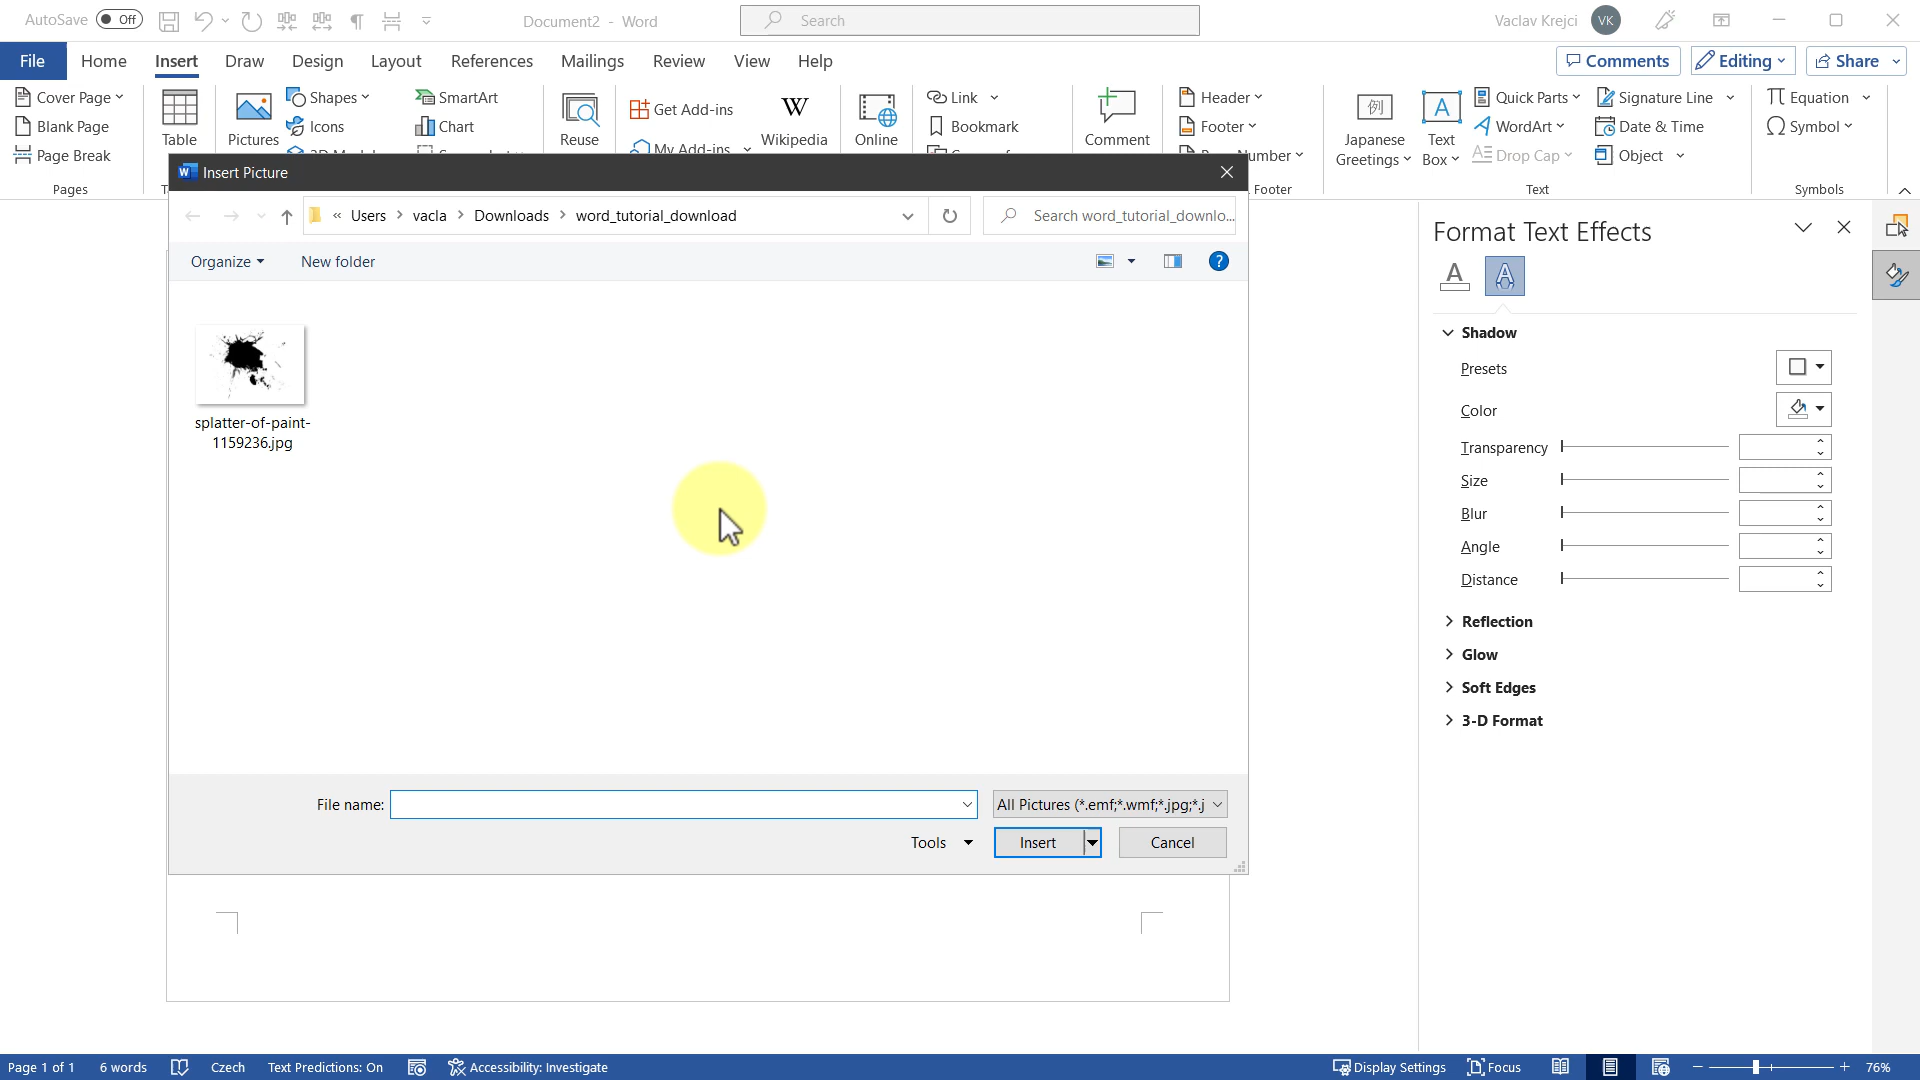 AutoSave Off Document2 - Word Search Vaclav Krejci VK
File Home Insert Draw Design Layout References Mailings Review View Help Comments Editing Share
Cover Page
Blank Page
Page Break
Pages
Table
Pictures
Shapes
Icons
SmartArt
Chart
Reuse
Get Add-ins
My Add-ins
W
Wikipedia
Online
Link
Bookmark
Comment
Header
Footer
Number
Footer
例
Japanese
Greetings
A
Text
Box
Quick Parts
WordArt
Drop Cap
Signature Line
Date & Time
Object
Text
Equation
Symbol
Symbols
Insert Picture
« Users > vacla > Downloads > word_tutorial_download
Search word_tutorial_downlo...
Organize New folder ?
splatter-of-paint-
1159236.jpg
File name: All Pictures (*.emf;*.wmf;*.jpg;*.j
Tools Insert Cancel
Format Text Effects
A A
Shadow
Presets
Color
Transparency
Size
Blur
Angle
Distance
Reflection
Glow
Soft Edges
3-D Format
Page 1 of 1 6 words Czech Text Predictions: On Accessibility: Investigate Display Settings Focus 76%